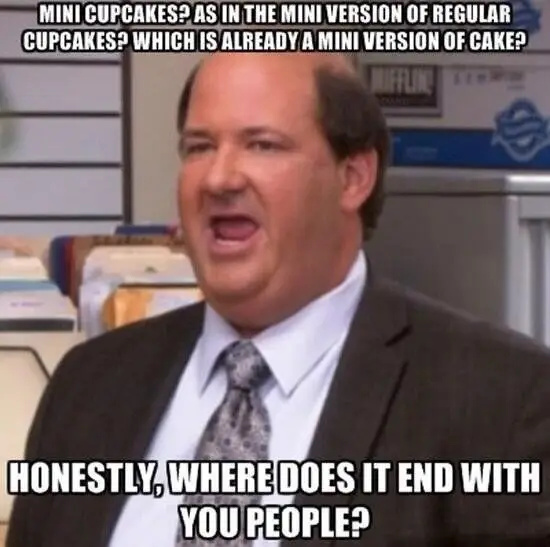 MINI CUPCAKES? AS IN THE MINI VERSION OF REGULAR
CUPCAKES? WHICH IS ALREADY A MINI VERSION OF CAKE?
MIFFLIN
HONESTLY, WHERE DOES IT END WITH
YOU PEOPLE?